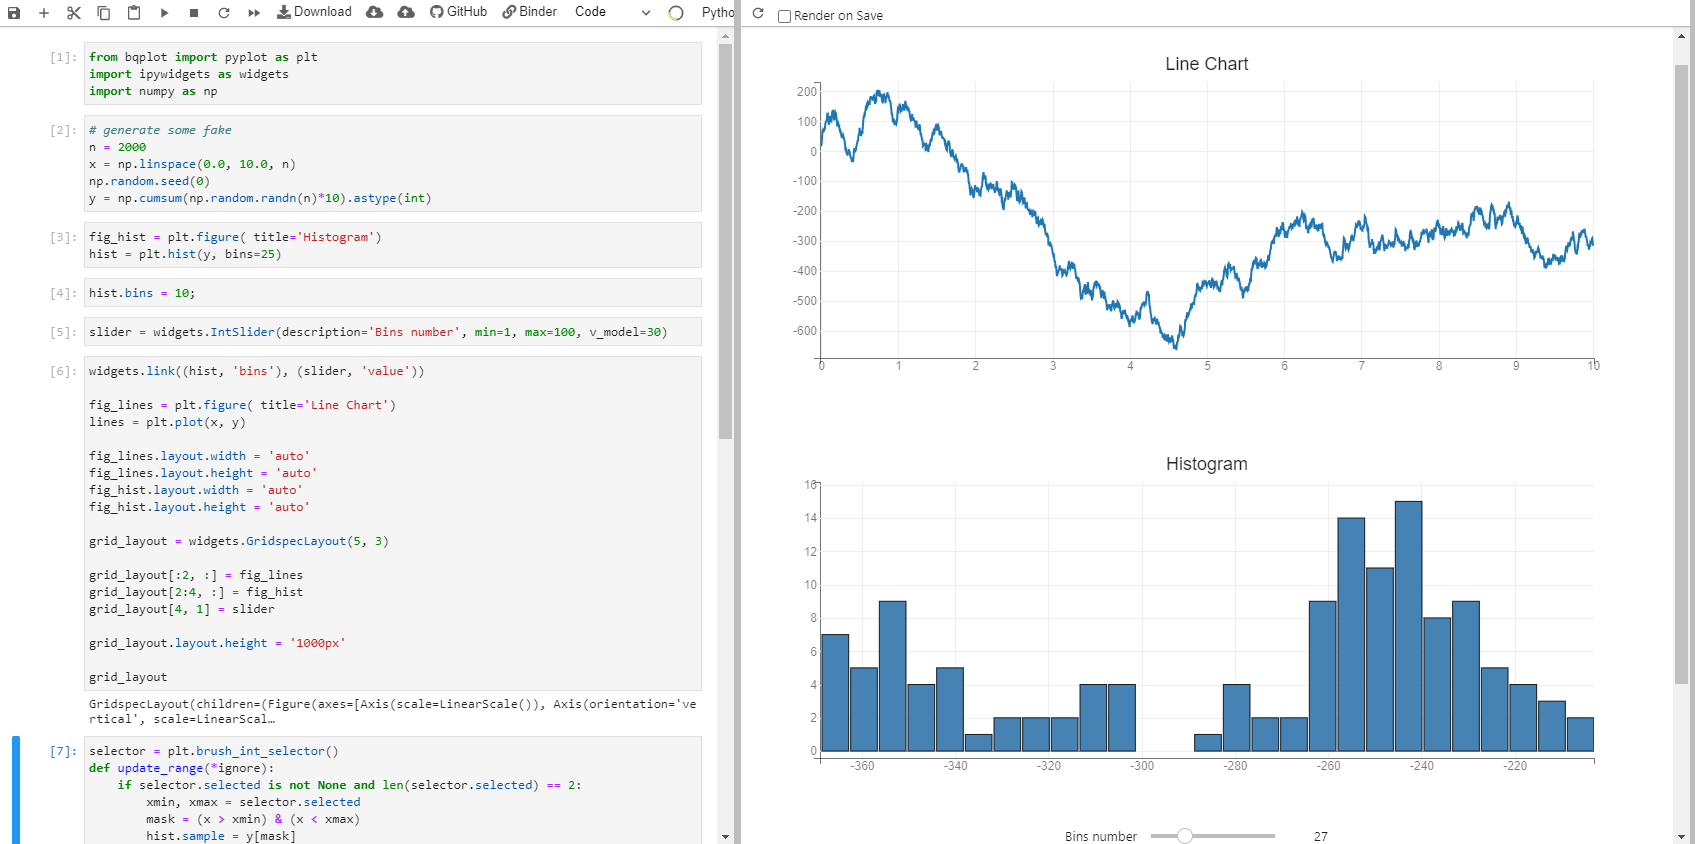 Download GitHub Binder Code Pytho
Render on Save
[1]: from bqplot import pyplot as plt
import ipywidgets as widgets
import numpy as np
[2]: # generate some fake
n = 2000
x = np.linspace(0.0, 10.0, n)
np.random.seed(0)
y = np.cumsum(np.random.randn(n)*10).astype(int)
[3]: fig_hist = plt.figure( title='Histogram')
hist = plt.hist(y, bins=25)
[4]: hist.bins = 10;
[5]: slider = widgets.IntSlider(description='Bins number', min=1, max=100, v_model=30)
[6]: widgets.link((hist, 'bins'), (slider, 'value'))
fig_lines = plt.figure( title='Line Chart')
lines = plt.plot(x, y)
fig_lines.layout.width = 'auto'
fig_lines.layout.height = 'auto'
fig_hist.layout.width = 'auto'
fig_hist.layout.height = 'auto'
grid_layout = widgets.GridspecLayout(5, 3)
grid_layout[:2, :] = fig_lines
grid_layout[2:4, :] = fig_hist
grid_layout[4, 1] = slider
grid_layout.layout.height = '1000px'
grid_layout
GridspecLayout(children=(Figure(axes=[Axis(scale=LinearScale()), Axis(orientation='ve
rtical', scale=LinearScal…
[7]: selector = plt.brush_int_selector()
def update_range(*ignore):
if selector.selected is not None and len(selector.selected) == 2:
xmin, xmax = selector.selected
mask = (x > xmin) & (x < xmax)
hist.sample = y[mask]
Line Chart
200
100
0
-100
-200
-300
-400
-500
-600
0 1 2 3 4 5 6 7 8 9 10
Histogram
16
14
12
10
8
6
4
2
0
-360 -340 -320 -300 -280 -260 -240 -220
Bins number 27